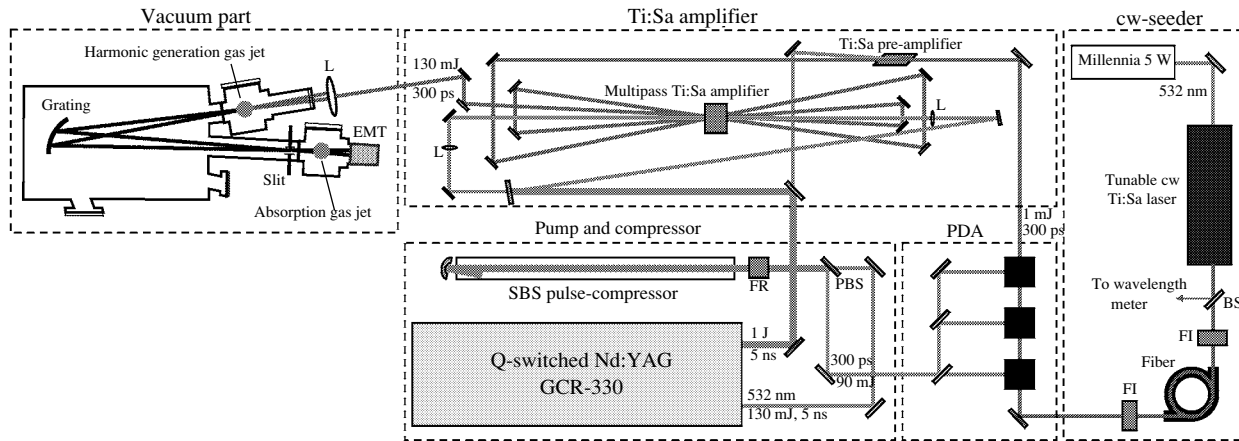 Vacuum part
Harmonic generation gas jet
L
Grating
EMT
Slit
Absorption gas jet
130 mJ
300 ps
Ti:Sa amplifier
Ti:Sa pre-amplifier
Multipass Ti:Sa amplifier
L
L
1 mJ
300 ps
Pump and compressor
SBS pulse-compressor
FR
PBS
Q-switched Nd:YAG
GCR-330
1 J
5 ns
532 nm
130 mJ, 5 ns
300 ps
90 mJ
PDA
cw-seeder
Millennia 5 W
532 nm
Tunable cw
Ti:Sa laser
To wavelength
meter
BS
FI
Fiber
FI